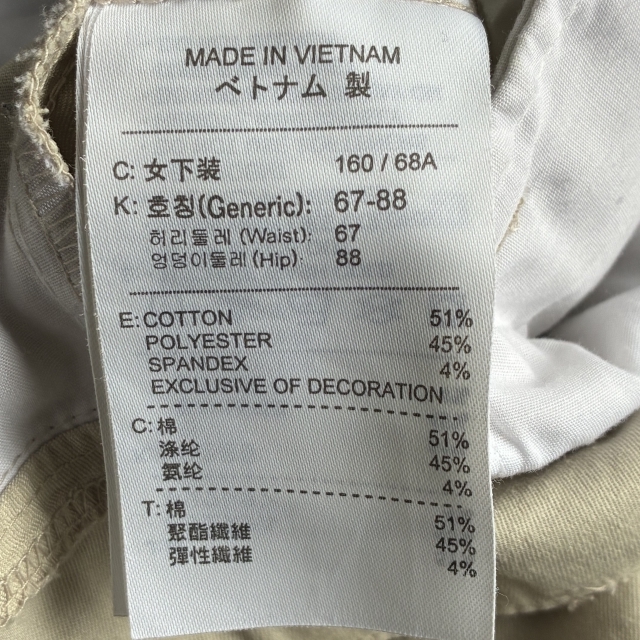 MADE IN VIETNAM
ベトナム 製
C: 女下装 160 / 68A
K: 호칭(Generic): 67-88
허리둘레 (Waist): 67
엉덩이둘레 (Hip): 88
E: COTTON 51%
POLYESTER 45%
SPANDEX 4%
EXCLUSIVE OF DECORATION
C: 棉 51%
涤纶 45%
氨纶 4%
T: 棉 51%
聚酯纖維 45%
彈性纖維 4%